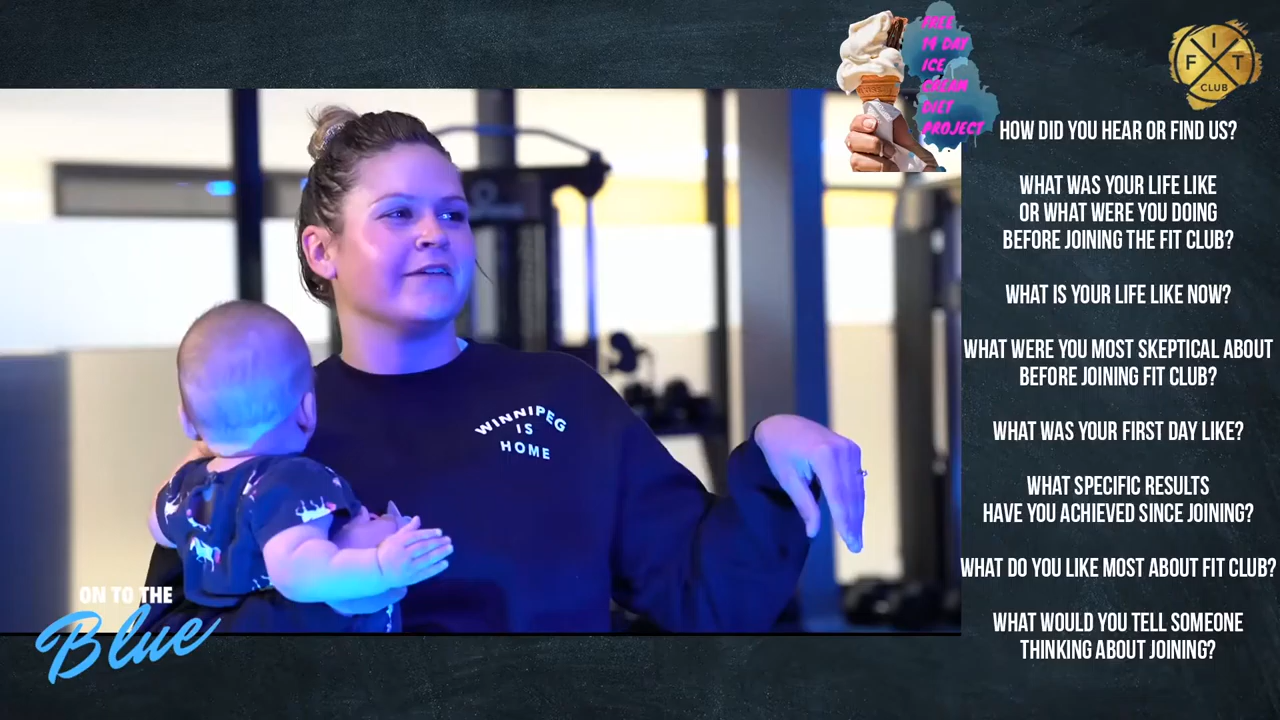 FREE
14 DAY
ICE
CREAM
DIET
PROJECT
I
F T
CLUB
HOW DID YOU HEAR OR FIND US?
WHAT WAS YOUR LIFE LIKE
OR WHAT WERE YOU DOING
BEFORE JOINING THE FIT CLUB?
WHAT IS YOUR LIFE LIKE NOW?
WHAT WERE YOU MOST SKEPTICAL ABOUT
BEFORE JOINING FIT CLUB?
WHAT WAS YOUR FIRST DAY LIKE?
WHAT SPECIFIC RESULTS
HAVE YOU ACHIEVED SINCE JOINING?
WHAT DO YOU LIKE MOST ABOUT FIT CLUB?
WHAT WOULD YOU TELL SOMEONE
THINKING ABOUT JOINING?
WINNIPEG
IS
HOME
ON TO THE
Blue